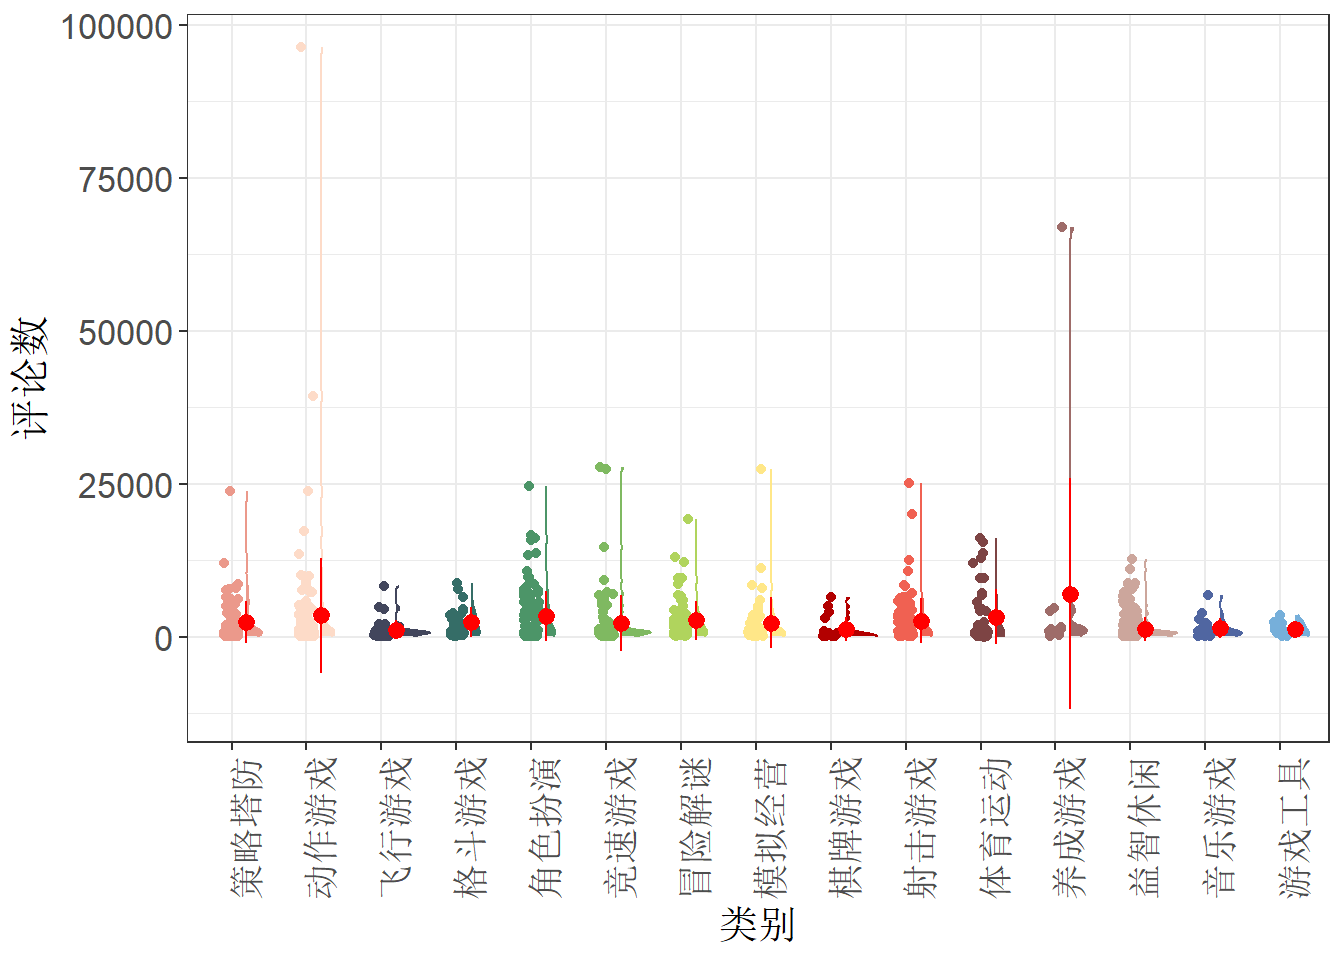 100000
75000
50000
25000
0
评论数
策略塔防
动作游戏
飞行游戏
格斗游戏
角色扮演
竞速游戏
冒险解谜
模拟经营
棋牌游戏
射击游戏
体育运动
养成游戏
益智休闲
音乐游戏
游戏工具
类别